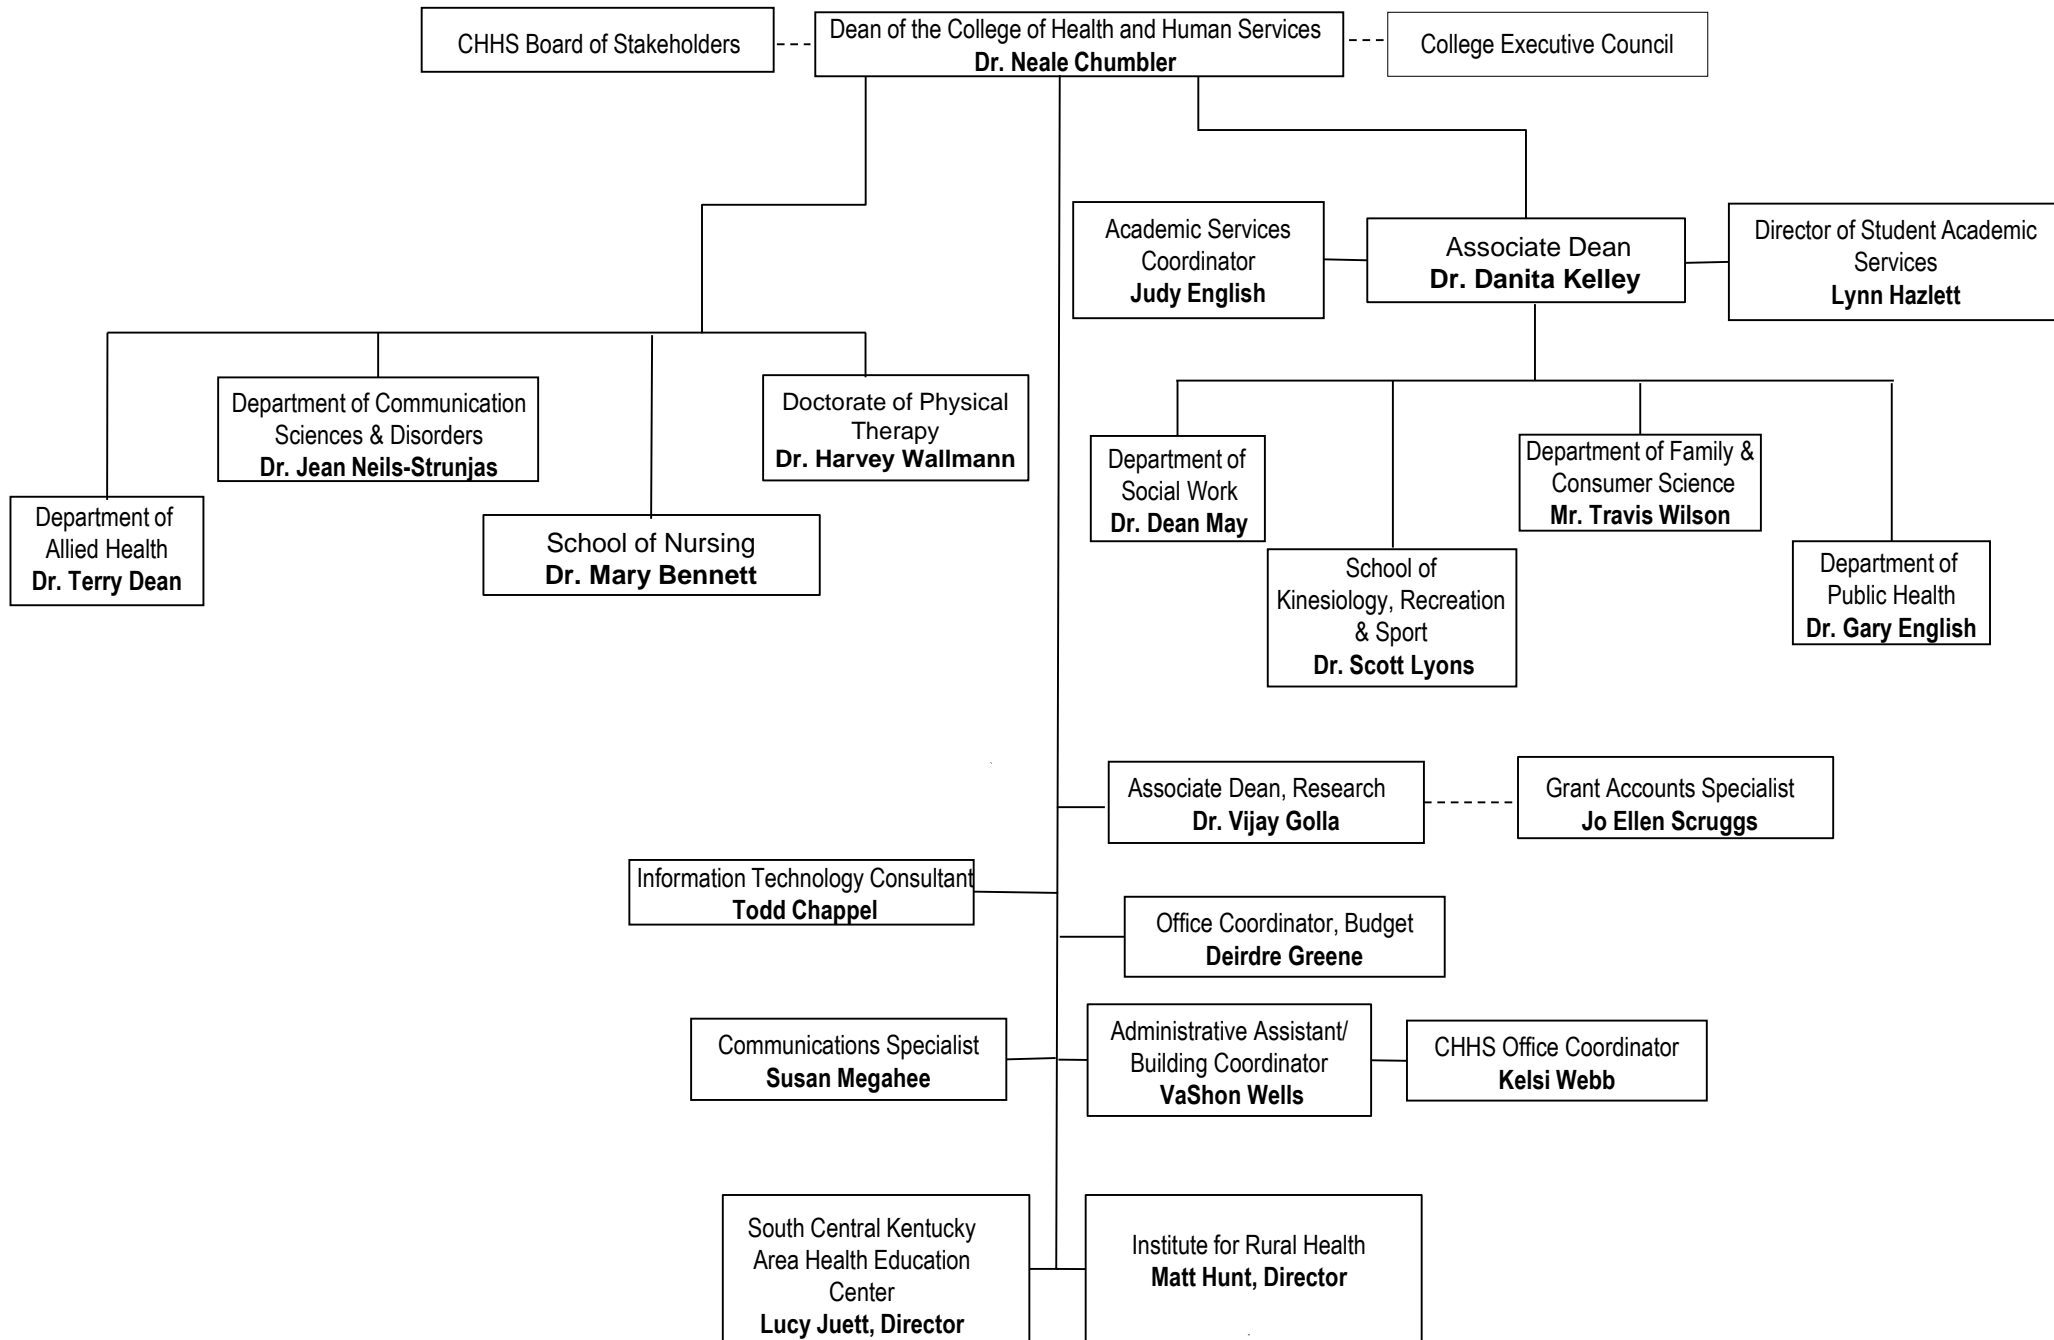 CHHS Board of Stakeholders
Dean of the College of Health and Human Services
Dr. Neale Chumbler
College Executive Council
Academic Services
Coordinator
Judy English
Associate Dean
Dr. Danita Kelley
Director of Student Academic
Services
Lynn Hazlett
Department of Communication
Sciences & Disorders
Dr. Jean Neils-Strunjas
Doctorate of Physical
Therapy
Dr. Harvey Wallmann
Department of
Allied Health
Dr. Terry Dean
School of Nursing
Dr. Mary Bennett
Department of
Social Work
Dr. Dean May
Department of Family &
Consumer Science
Mr. Travis Wilson
School of
Kinesiology, Recreation
& Sport
Dr. Scott Lyons
Department of
Public Health
Dr. Gary English
Associate Dean, Research
Dr. Vijay Golla
Grant Accounts Specialist
Jo Ellen Scruggs
Information Technology Consultant
Todd Chappel
Office Coordinator, Budget
Deirdre Greene
Communications Specialist
Susan Megahee
Administrative Assistant/
Building Coordinator
VaShon Wells
CHHS Office Coordinator
Kelsi Webb
South Central Kentucky
Area Health Education
Center
Lucy Juett, Director
Institute for Rural Health
Matt Hunt, Director